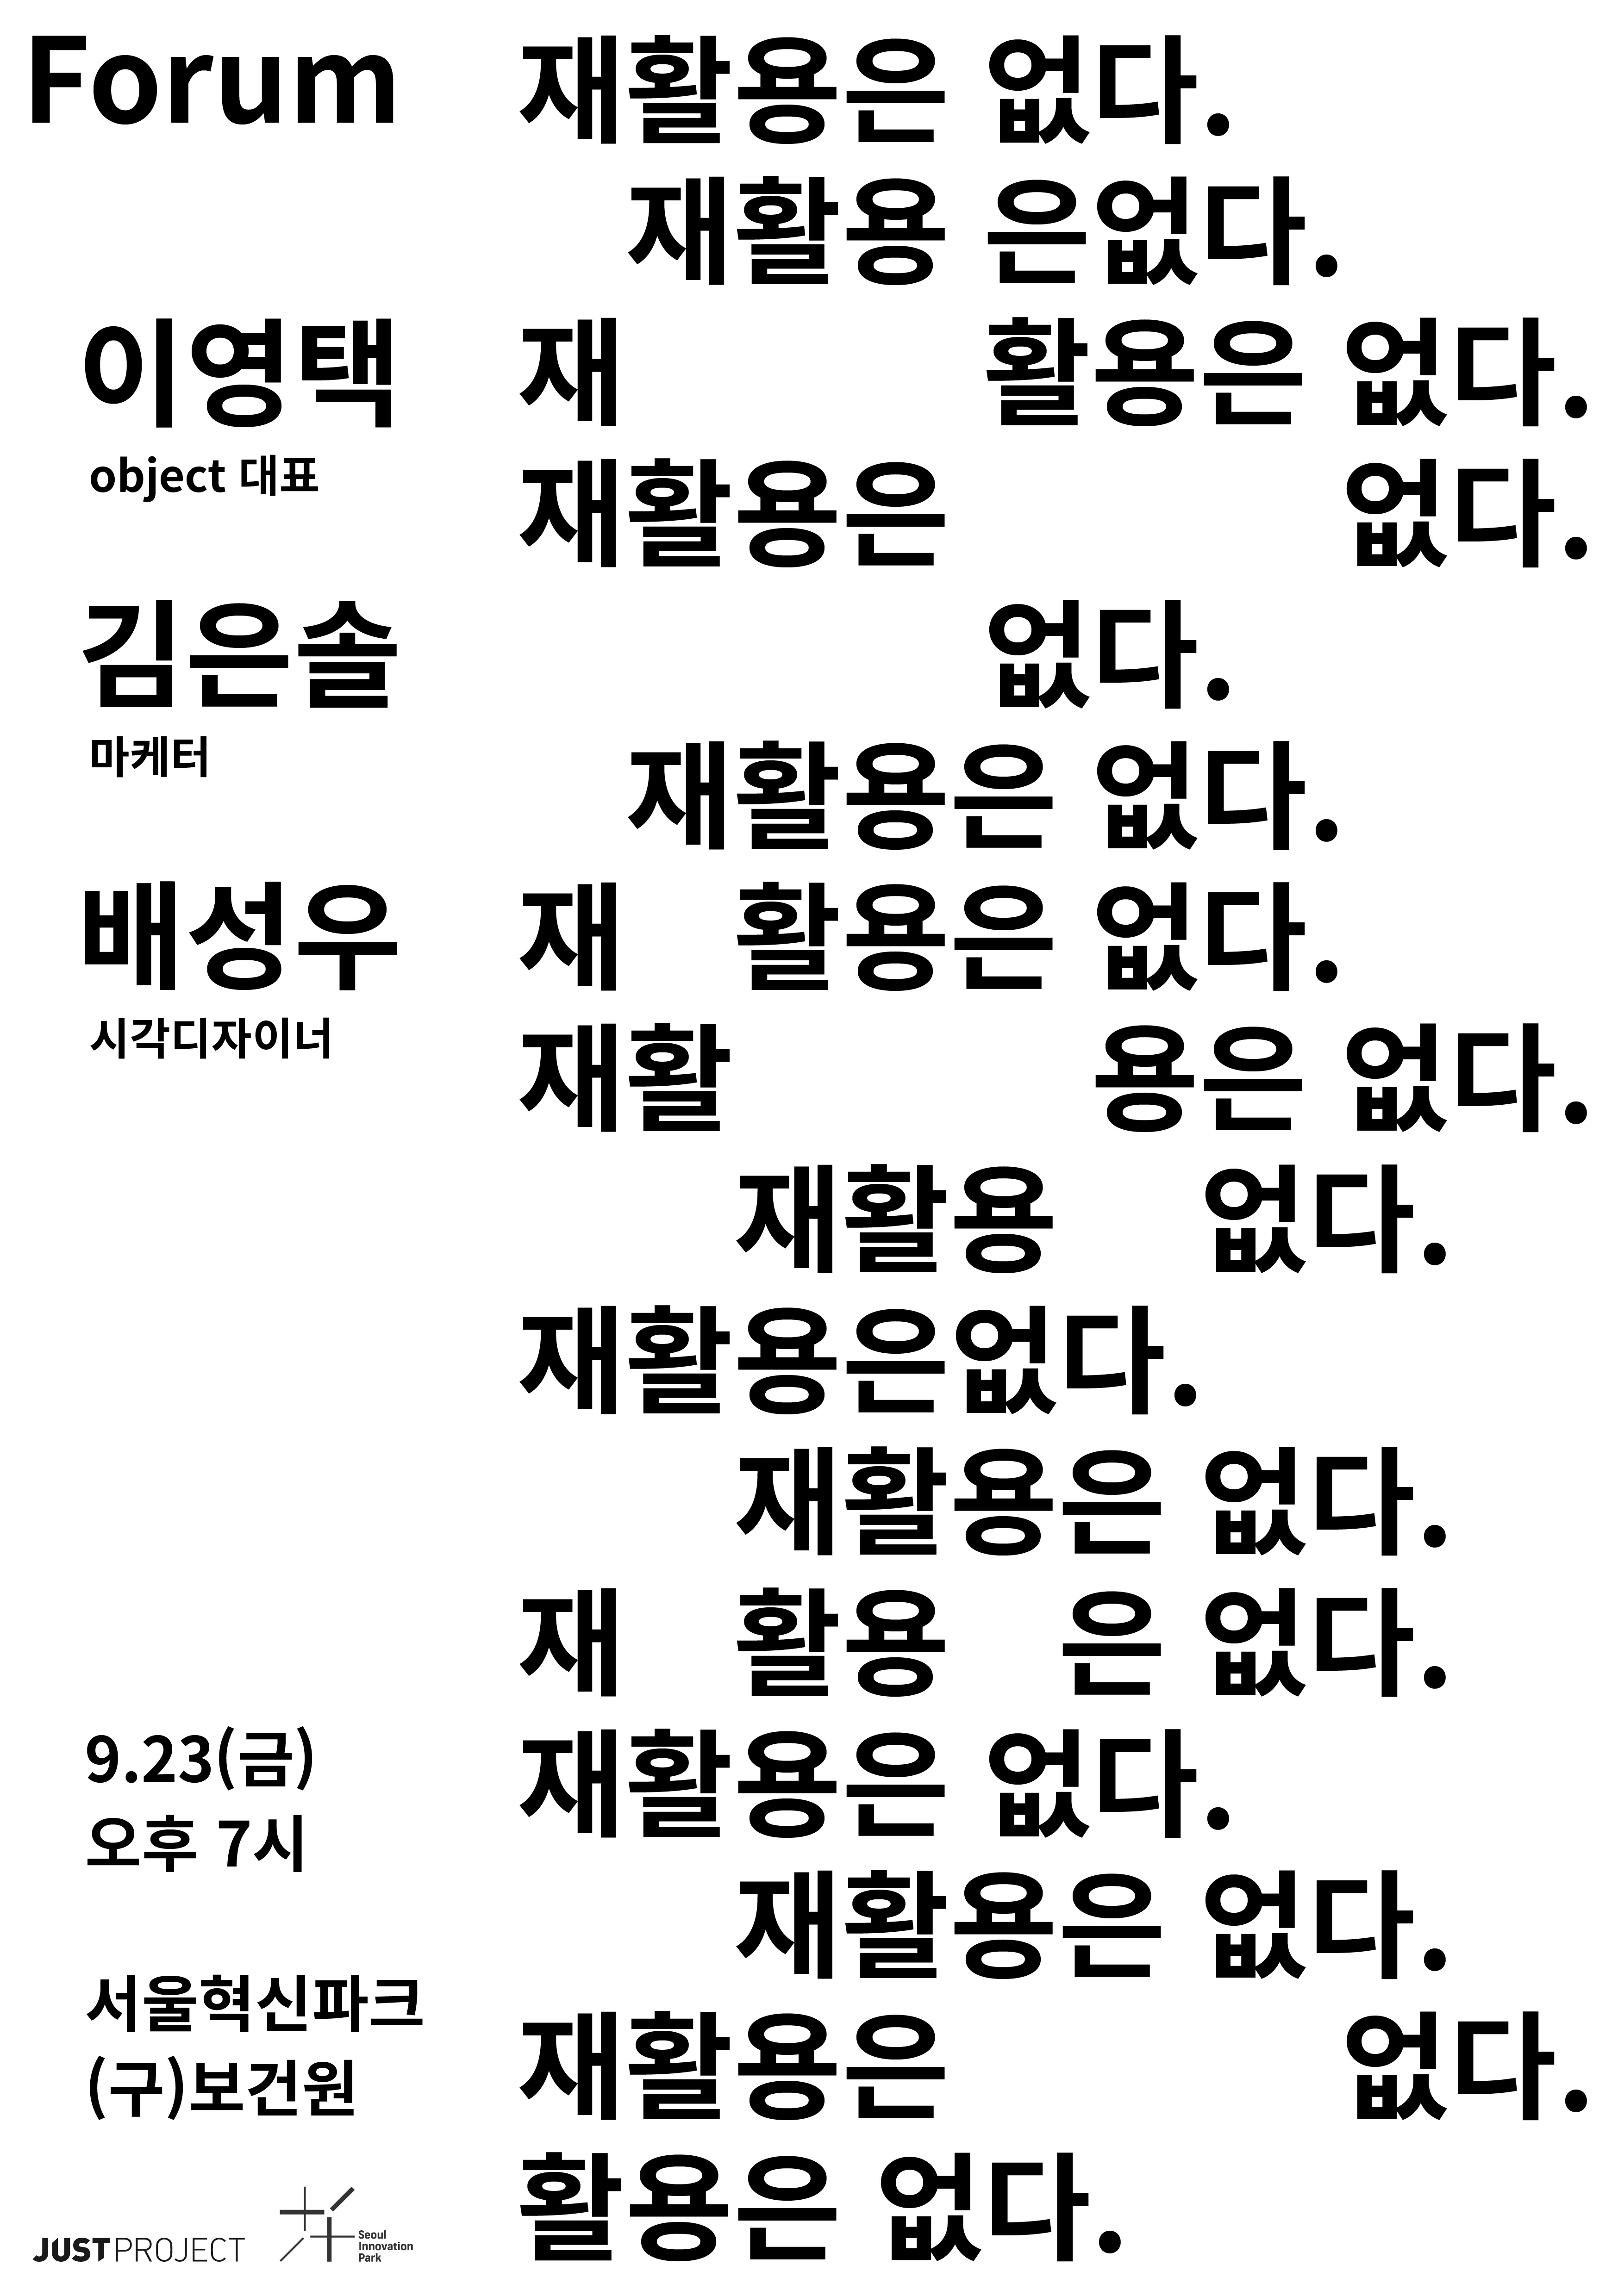 Forum
이영택
object 대표
김은솔
마케터
배성우
시각디자이너
9.23(금)
오후 7시
서울혁신파크
(구)보건원
JUSTPROJECT
Seoul
Innovation
Park
재활용은 없다.
재활용 은없다.
재 활용은 없다.
재활용은 없다.
없다.
재활용은 없다.
재 활용은 없다.
재활 용은 없다.
재활용 없다.
재활용은없다.
재활용은 없다.
재 활용 은 없다.
재활용은 없다.
재활용은 없다.
재활용은 없다.
활용은 없다.